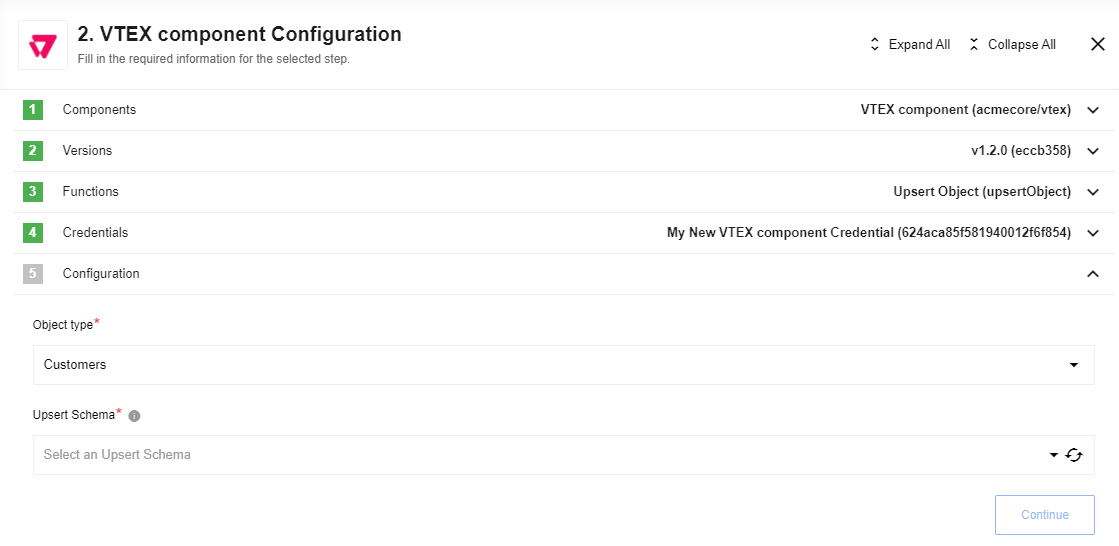 2. VTEX component Configuration
Fill in the required information for the selected step.
Expand All
Collapse All
1 Components VTEX component (acmecore/vtex)
2 Versions v1.2.0 (eccb358)
3 Functions Upsert Object (upsertObject)
4 Credentials My New VTEX component Credential (624aca85f581940012f6f854)
5 Configuration
Object type*
Customers
Upsert Schema* i
Select an Upsert Schema
Continue